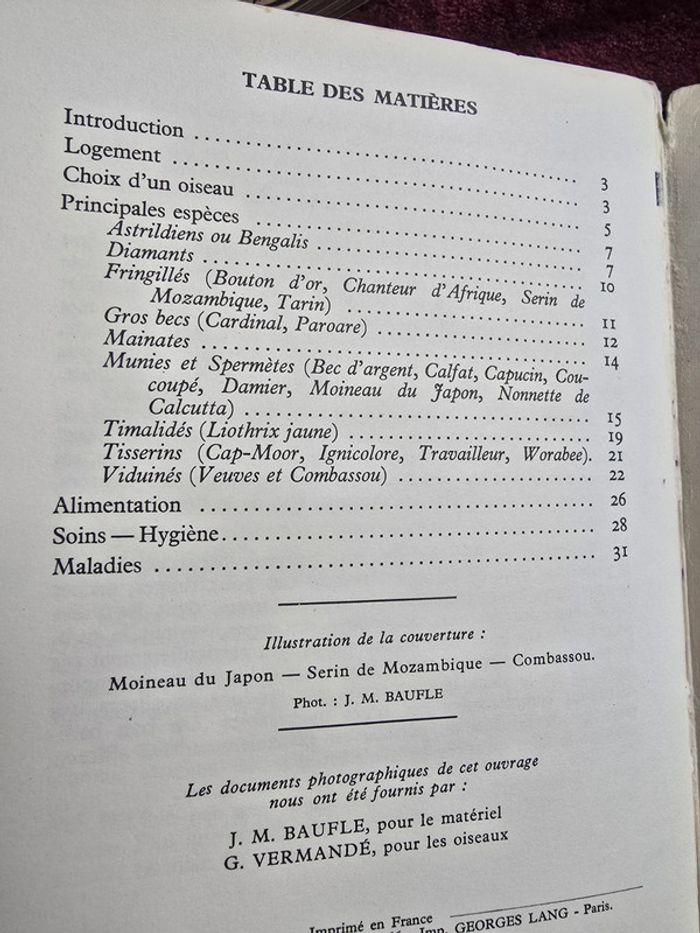 TABLE DES MATIÈRES
Introduction ........ 3
Logement ........ 3
Choix d'un oiseau ........ 5
Principales espèces ........ 7
Astrildiens ou Bengalis ........ 7
Diamants ........ 10
Fringillés (Bouton d'or, Chanteur d'Afrique, Serin de
Mozambique, Tarin) ........ 11
Gros becs (Cardinal, Paroare) ........ 12
Mainates ........ 14
Munies et Spermètes (Bec d'argent, Calfat, Capucin, Cou-
coupé, Damier, Moineau du Japon, Nonnette de
Calcutta) ........ 15
Timalidés (Liothrix jaune) ........ 19
Tisserins (Cap-Moor, Ignicolore, Travailleur, Worabee). 21
Viduinés (Veuves et Combassou) ........ 22
Alimentation ........ 26
Soins — Hygiène ........ 28
Maladies ........ 31
Illustration de la couverture :
Moineau du Japon — Serin de Mozambique — Combassou.
Phot. : J. M. BAUFLE
Les documents photographiques de cet ouvrage
nous ont été fournis par :
J. M. BAUFLE, pour le matériel
G. VERMANDÉ, pour les oiseaux
Imprimé en France
Imp. GEORGES LANG - Paris.